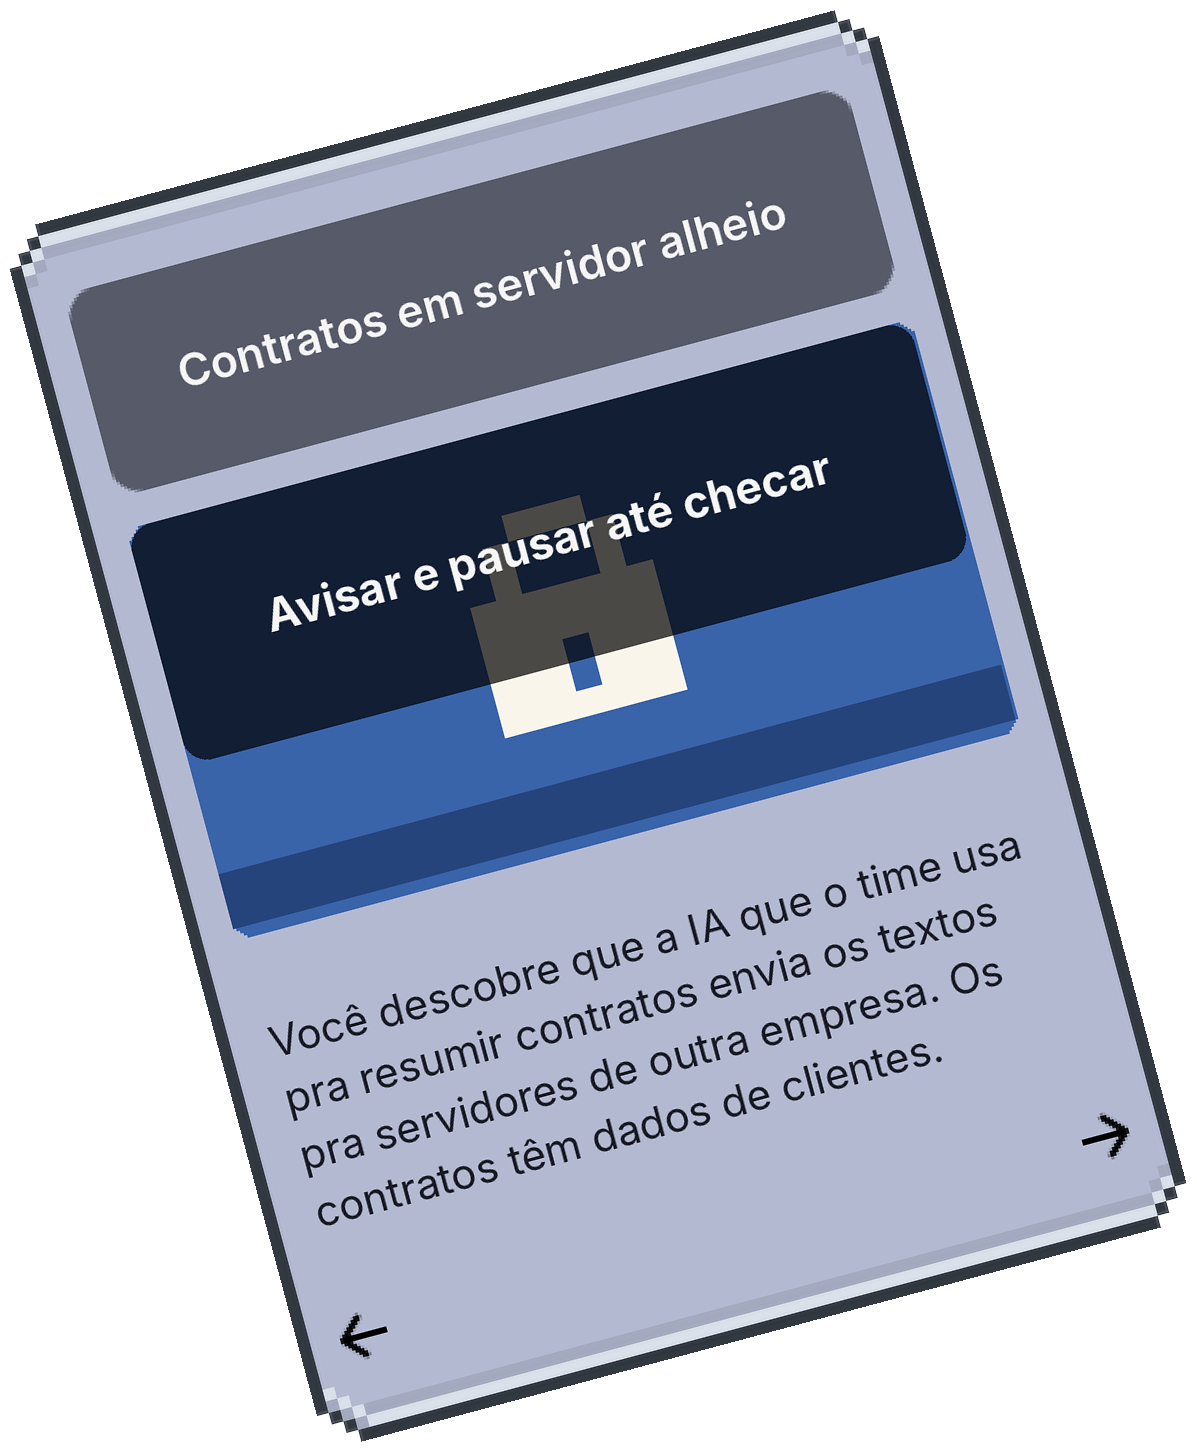 Contratos em servidor alheio
Avisar e pausar até checar
Você descobre que a IA que o time usa
pra resumir contratos envia os textos
pra servidores de outra empresa. Os
contratos têm dados de clientes.